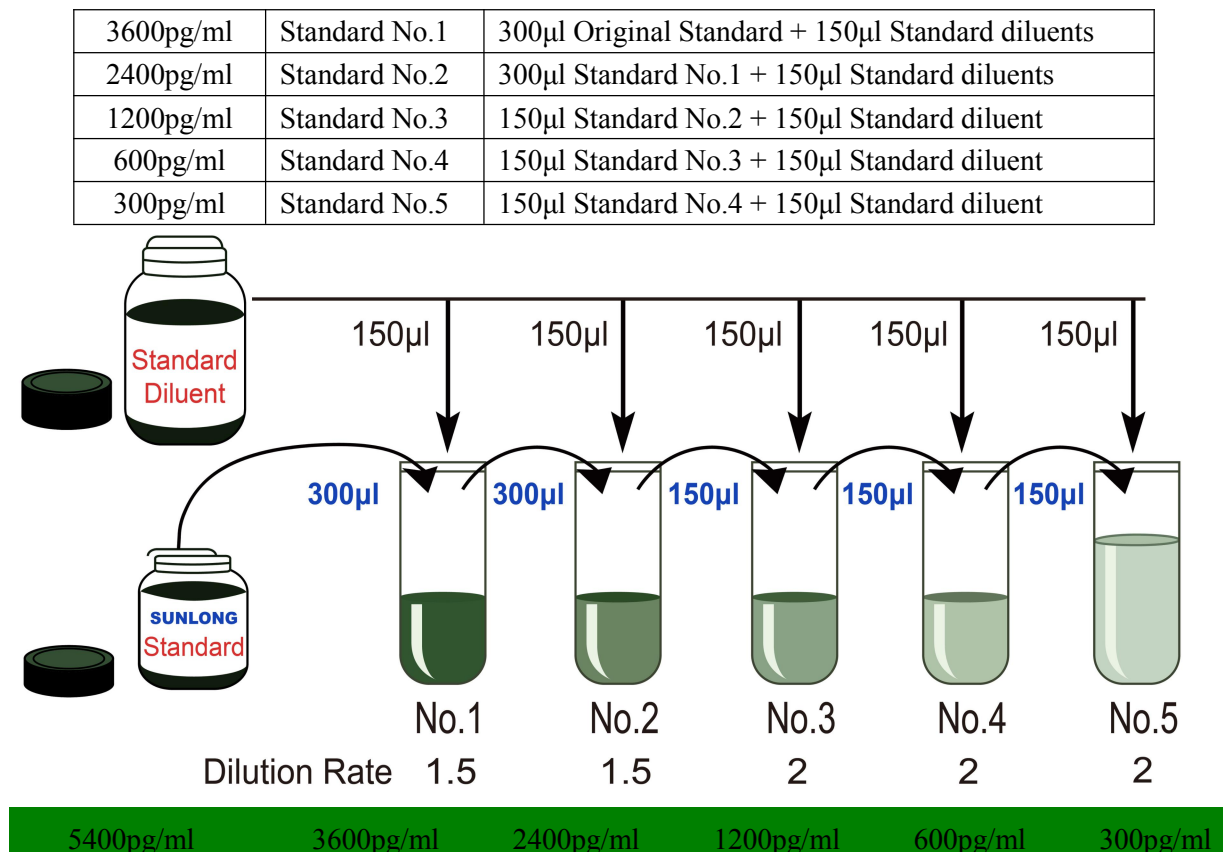 3600pg/ml Standard No.1 300μl Original Standard + 150μl Standard diluents
2400pg/ml Standard No.2 300μl Standard No.1 + 150μl Standard diluents
1200pg/ml Standard No.3 150μl Standard No.2 + 150μl Standard diluent
600pg/ml Standard No.4 150μl Standard No.3 + 150μl Standard diluent
300pg/ml Standard No.5 150μl Standard No.4 + 150μl Standard diluent
150μl 150μl 150μl 150μl 150μl
Standard
Diluent
300μl 300μl 150μl 150μl 150μl
SUNLONG
Standard
No.1 No.2 No.3 No.4 No.5
Dilution Rate 1.5 1.5 2 2 2
5400pg/ml 3600pg/ml 2400pg/ml 1200pg/ml 600pg/ml 300pg/ml